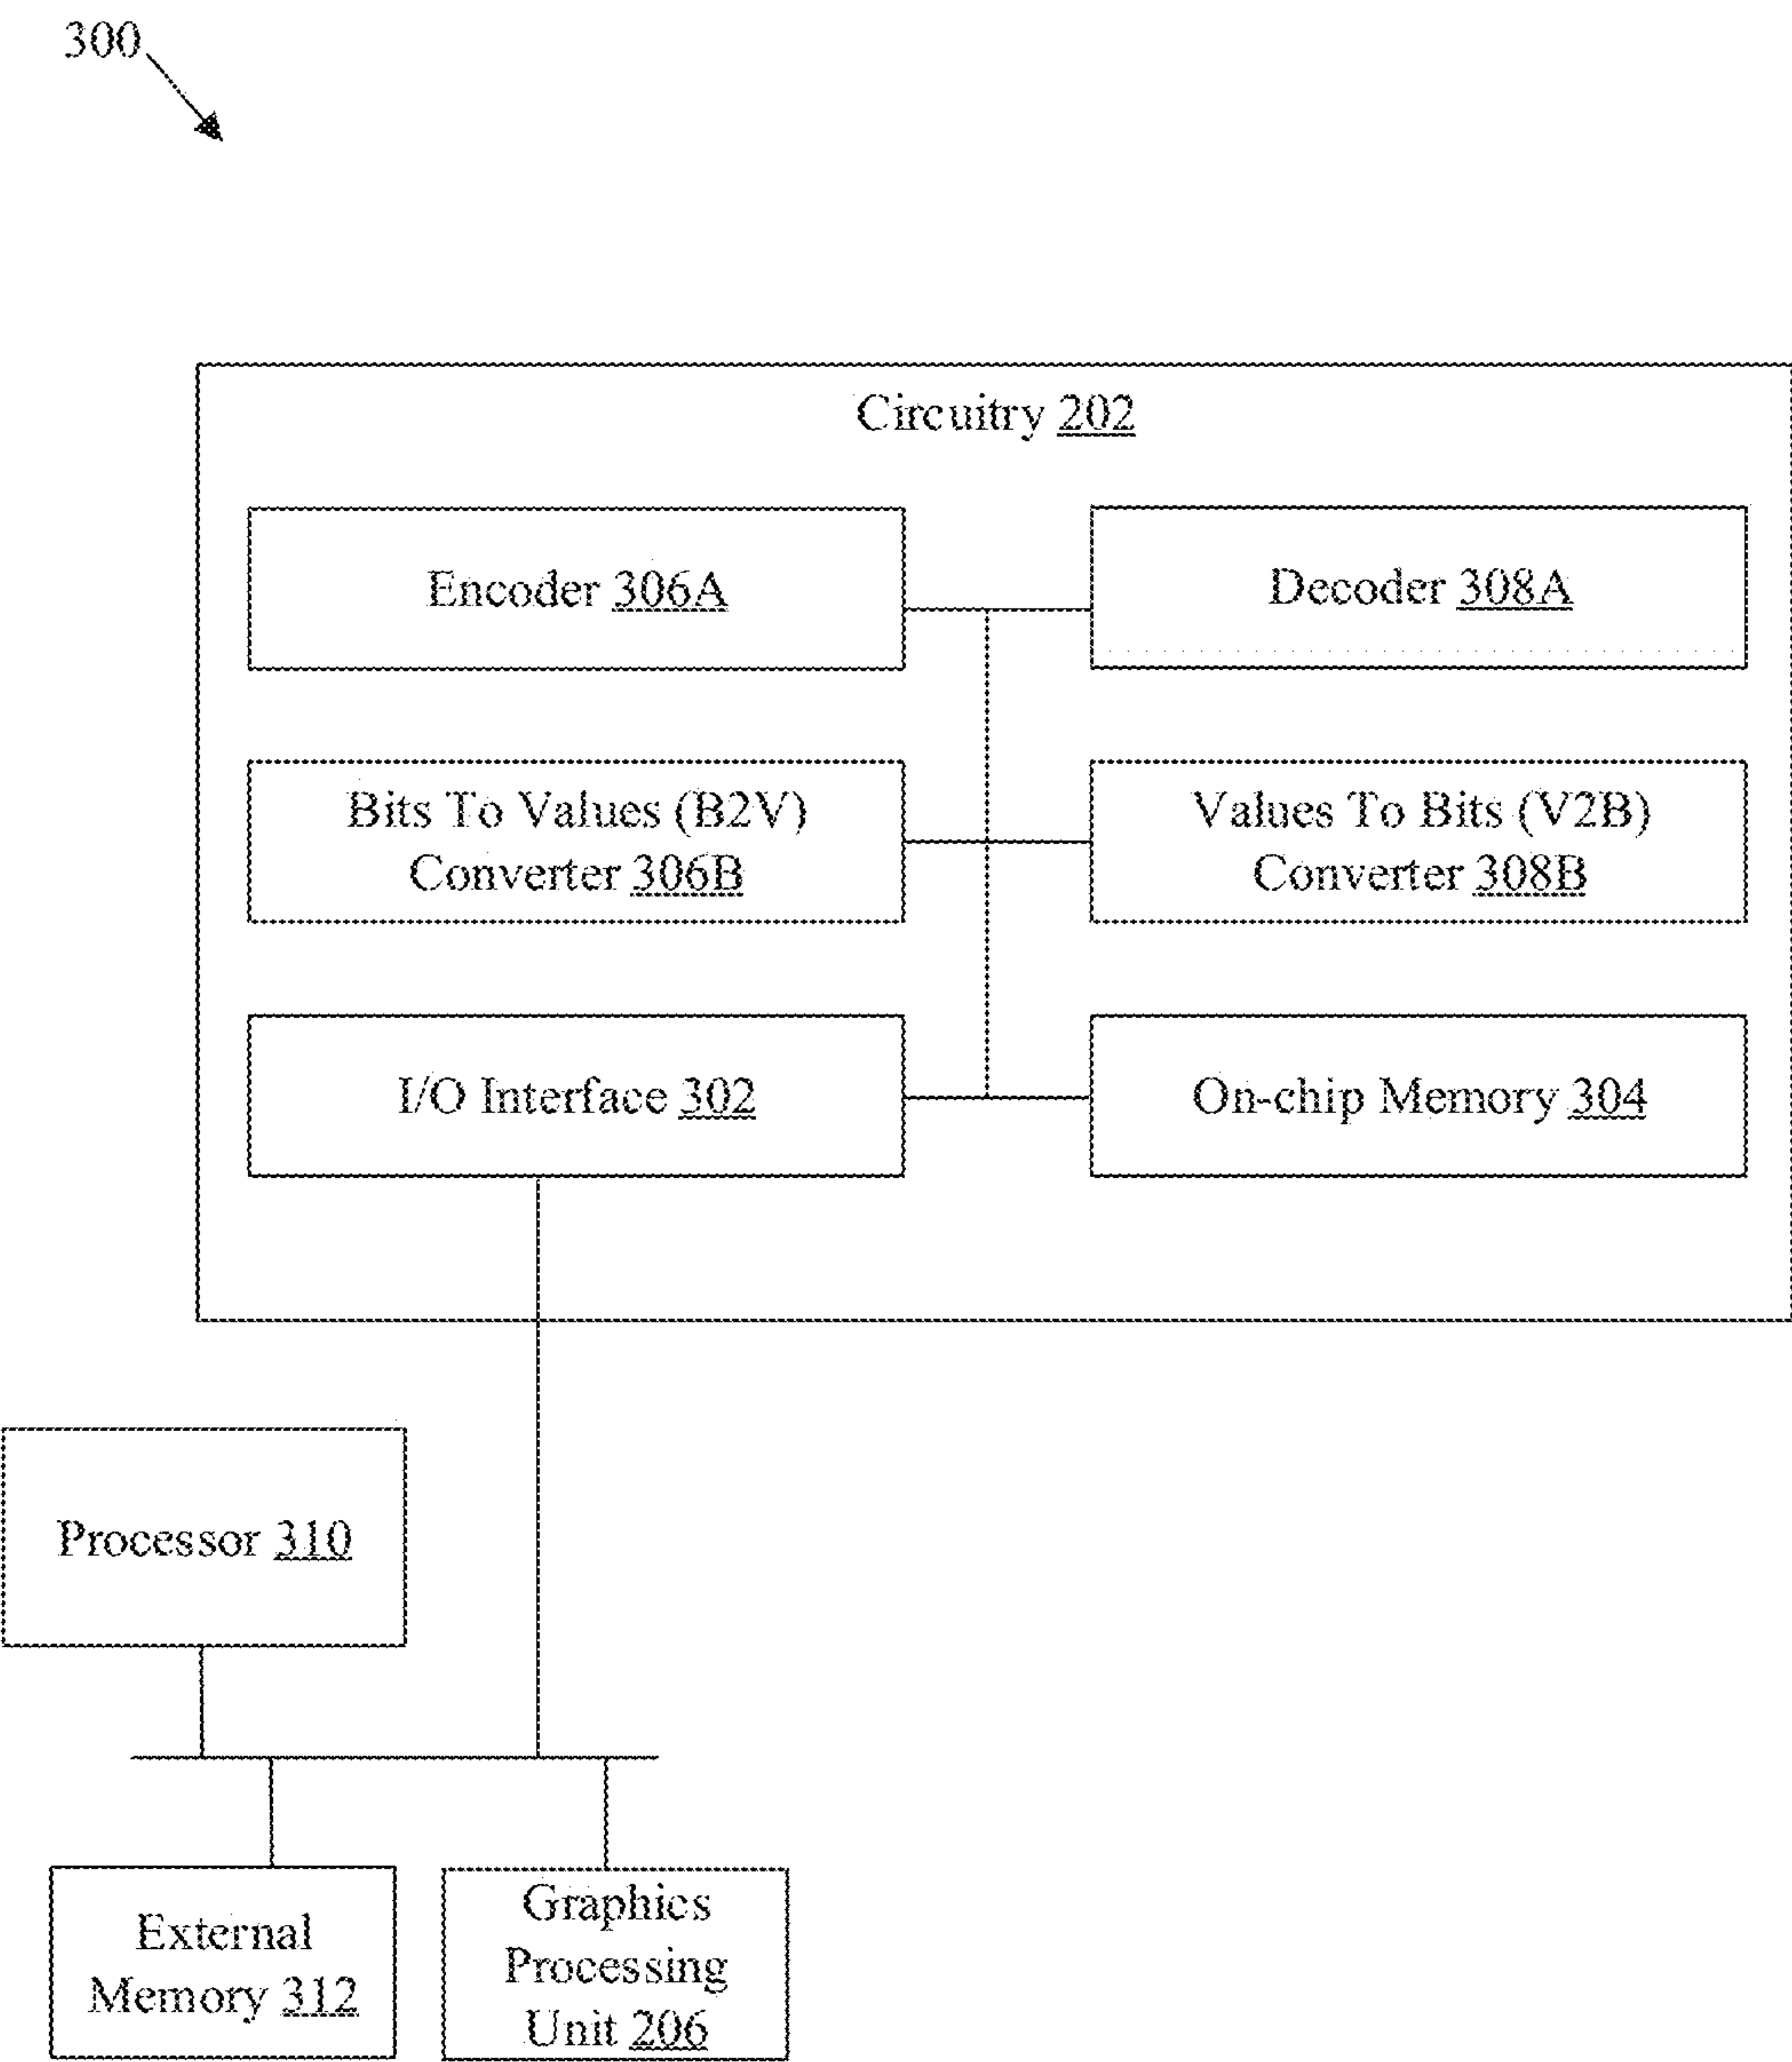 300
Circuitry 202
Encoder 306A
Decoder 308A
Bits To Values (B2V)
Converter 306B
Values To Bits (V2B)
Converter 308B
I/O Interface 302
On-chip Memory 304
Processor 310
External
Memory 312
Graphics
Processing
Unit 206